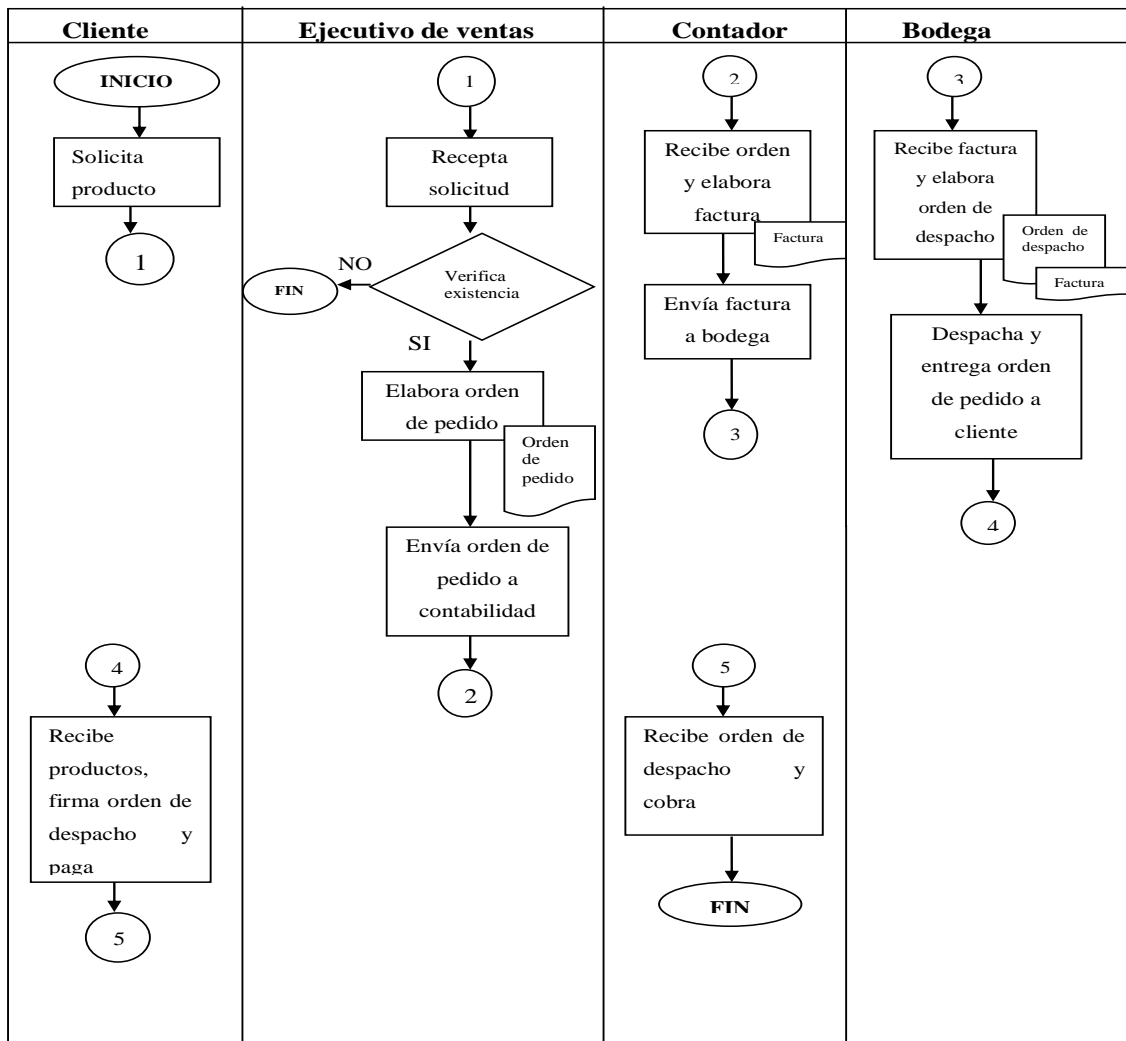 Cliente
Ejecutivo de ventas
Contador
Bodega
INICIO
Solicita
producto
1
4
Recibe
productos,
firma orden de
despacho y
paga
5
1
Recepta
solicitud
Verifica
existencia
NO
FIN
SI
Elabora orden
de pedido
Orden
de
pedido
Envía orden de
pedido a
contabilidad
2
2
Recibe orden
y elabora
factura
Factura
Envía factura
a bodega
3
5
Recibe orden de
despacho y
cobra
FIN
3
Recibe factura
y elabora
orden de
despacho
Orden de
despacho
Factura
Despacha y
entrega orden
de pedido a
cliente
4